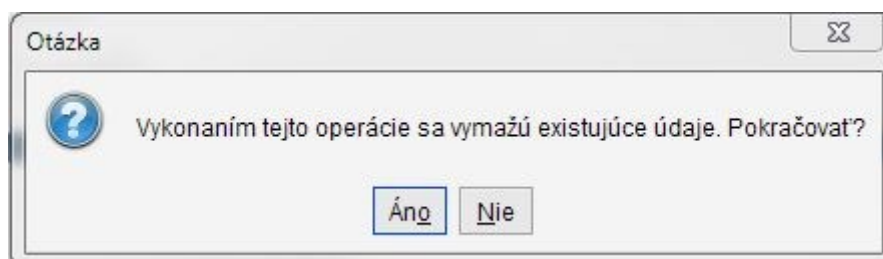 Otázka
Vykonaním tejto operácie sa vymažú existujúce údaje. Pokračovať?
Áno Nie